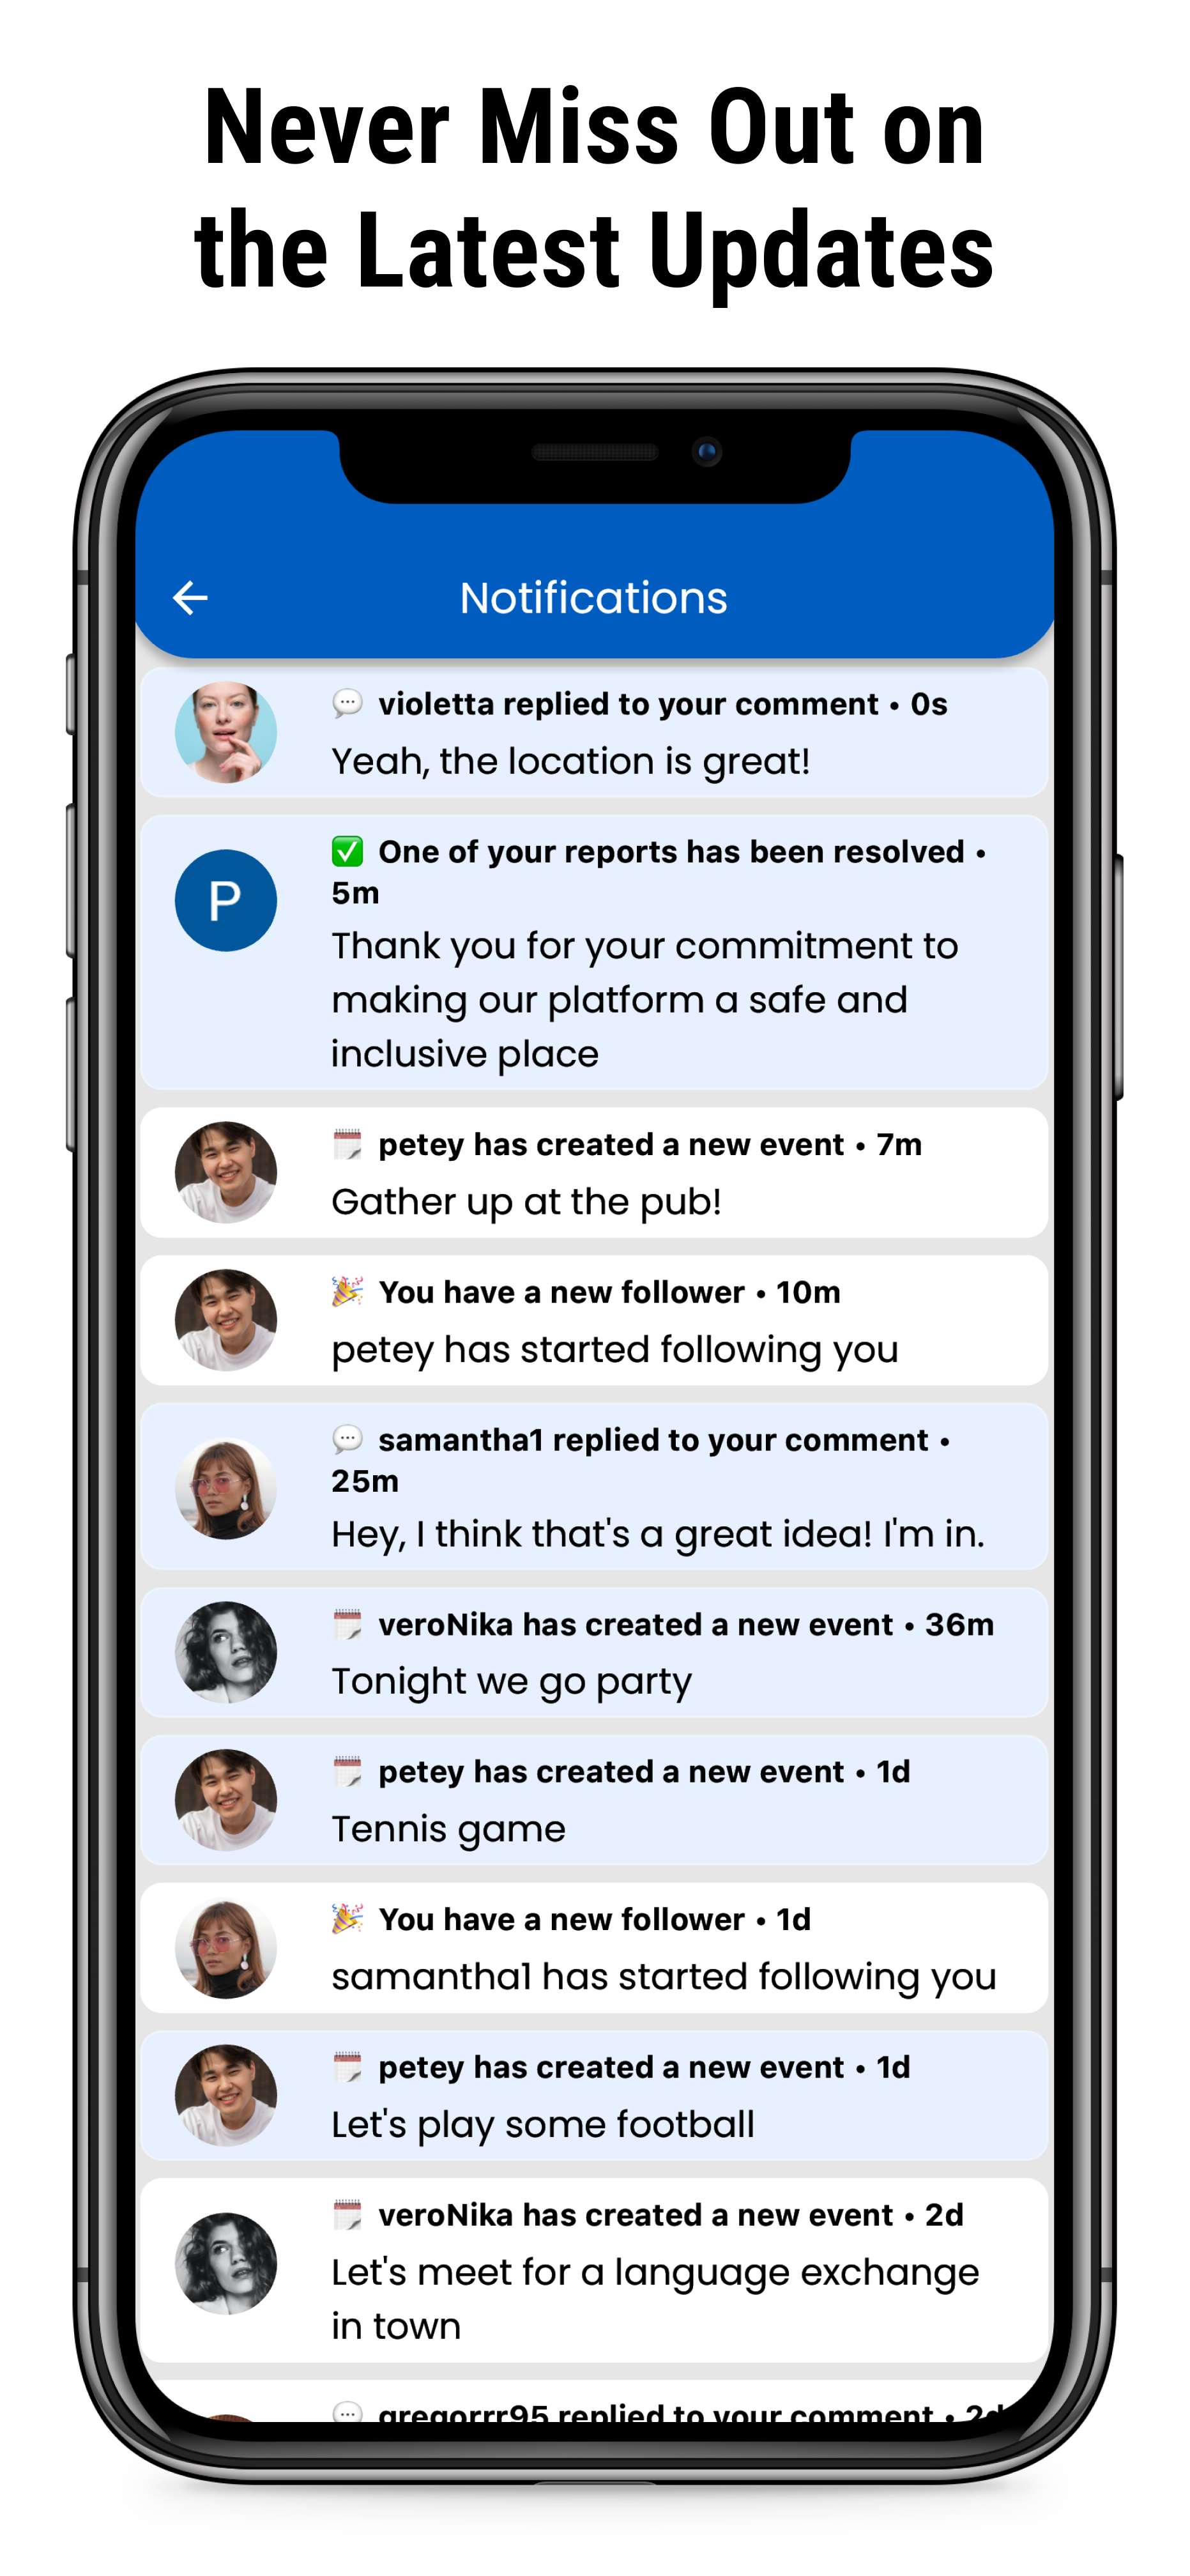 Never Miss Out on
the Latest Updates
Notifications
violetta replied to your comment • 0s
Yeah, the location is great!
P
One of your reports has been resolved •
5m
Thank you for your commitment to
making our platform a safe and
inclusive place
petey has created a new event • 7m
Gather up at the pub!
You have a new follower • 10m
petey has started following you
samantha1 replied to your comment •
25m
Hey, I think that's a great idea! I'm in.
veroNika has created a new event • 36m
Tonight we go party
petey has created a new event • 1d
Tennis game
You have a new follower • 1d
samantha1 has started following you
petey has created a new event • 1d
Let's play some football
veroNika has created a new event • 2d
Let's meet for a language exchange
in town
gregorrr95 replied to your comment • 2d